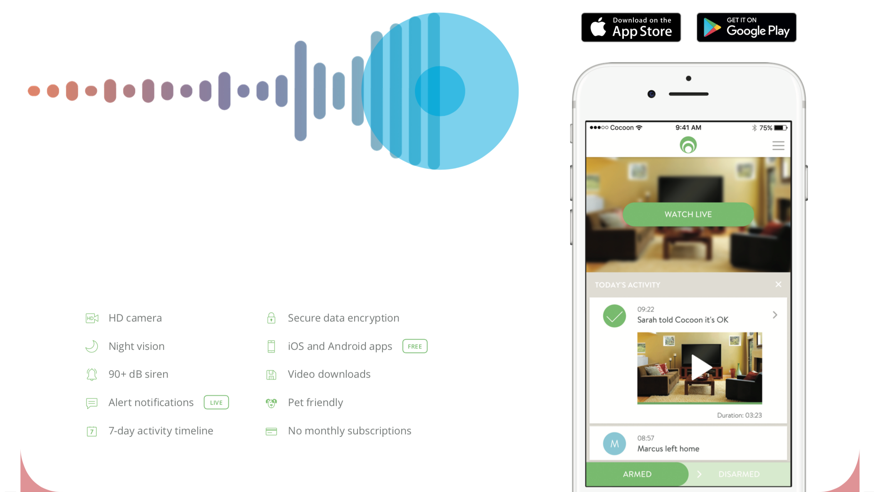 Download on the
App Store
GET IT ON
Google Play
Cocoon
9:41 AM
75%
WATCH LIVE
TODAY'S ACTIVITY
09:22
Sarah told Cocoon it's OK
Duration: 03:23
M
08:57
Marcus left home
ARMED
DISARMED
HD
HD camera
Night vision
90+ dB siren
Alert notifications LIVE
7
7-day activity timeline
Secure data encryption
iOS and Android apps FREE
Video downloads
Pet friendly
No monthly subscriptions